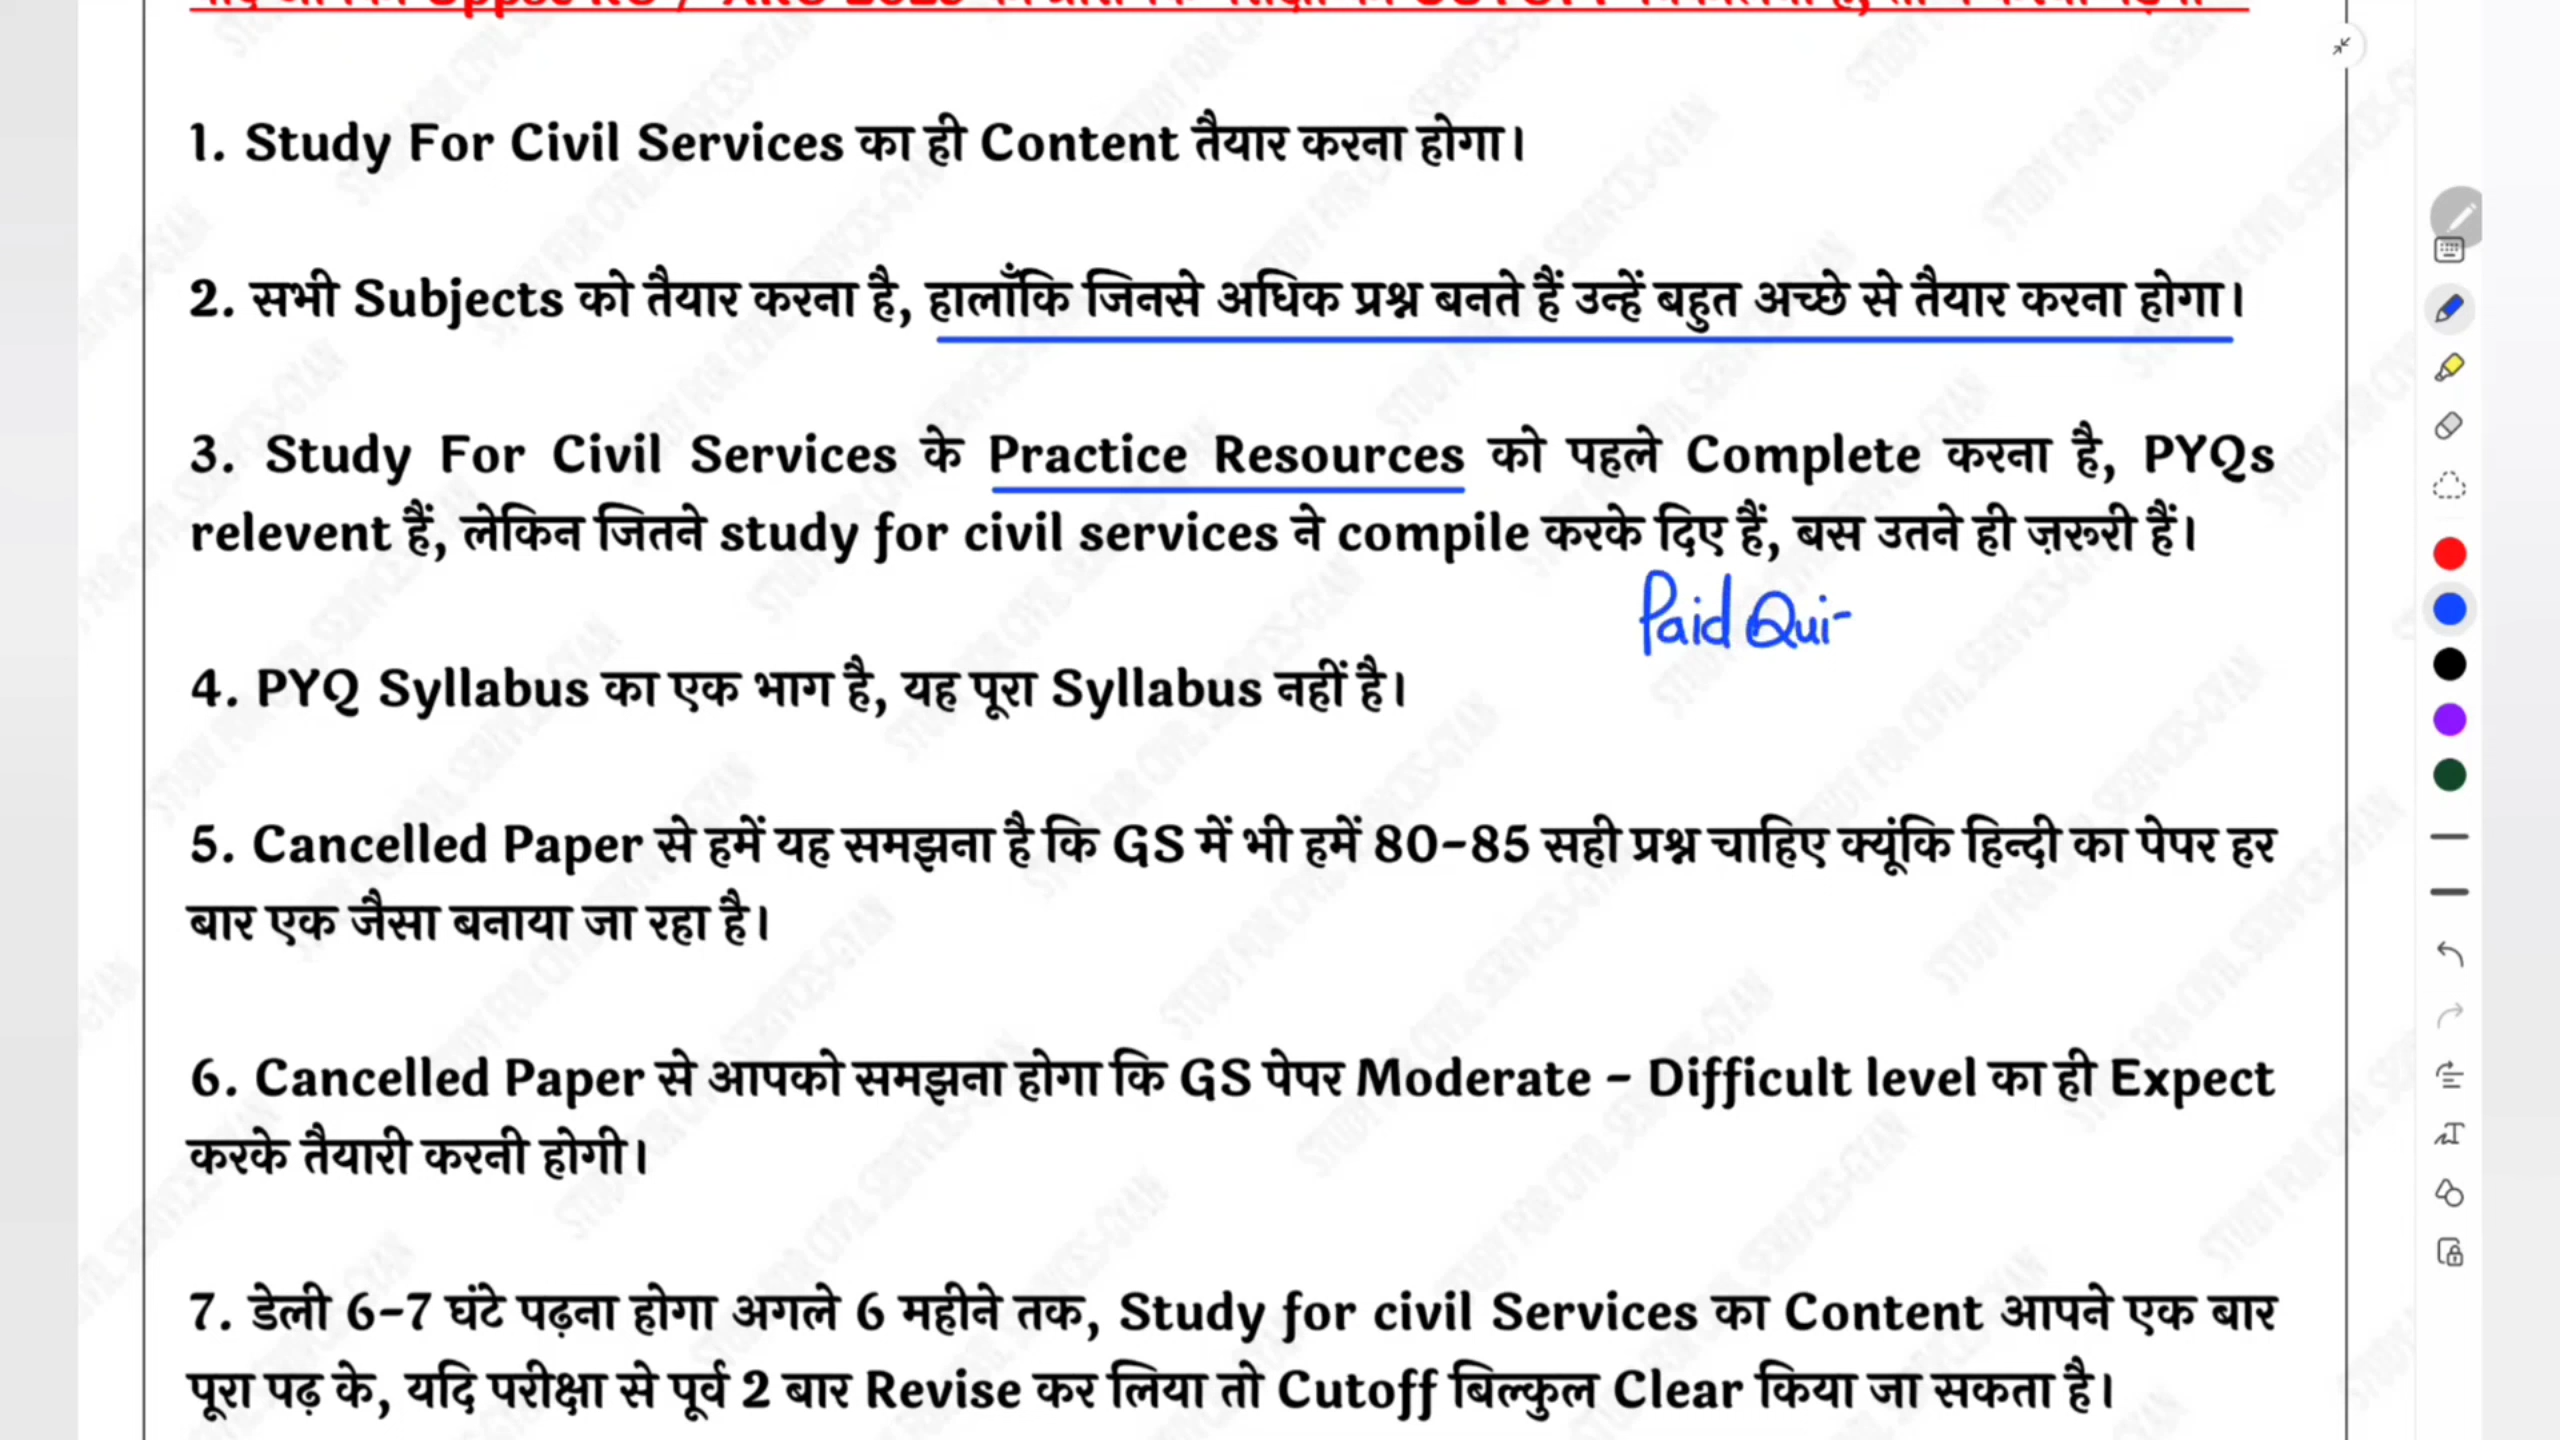 1. Study For Civil Services का ही Content तैयार करना होगा।
2. सभी Subjects को तैयार करना है, हालाँकि जिनसे अधिक प्रश्न बनते हैं उन्हें बहुत अच्छे से तैयार करना होगा।
3. Study For Civil Services के Practice Resources को पहले Complete करना है, PYQs
relevent हैं, लेकिन जितने study for civil services ने compile करके दिए हैं, बस उतने ही ज़रूरी हैं।
Paid Qui
4. PYQ Syllabus का एक भाग है, यह पूरा Syllabus नहीं है।
5. Cancelled Paper से हमें यह समझना है कि GS में भी हमें 80-85 सही प्रश्न चाहिए क्यूंकि हिन्दी का पेपर हर
बार एक जैसा बनाया जा रहा है।
6. Cancelled Paper से आपको समझना होगा कि GS पेपर Moderate - Difficult level का ही Expect
करके तैयारी करनी होगी।
7. डेली 6-7 घंटे पढ़ना होगा अगले 6 महीने तक, Study for civil Services का Content आपने एक बार
पूरा पढ़ के, यदि परीक्षा से पूर्व 2 बार Revise कर लिया तो Cutoff बिल्कुल Clear किया जा सकता है।